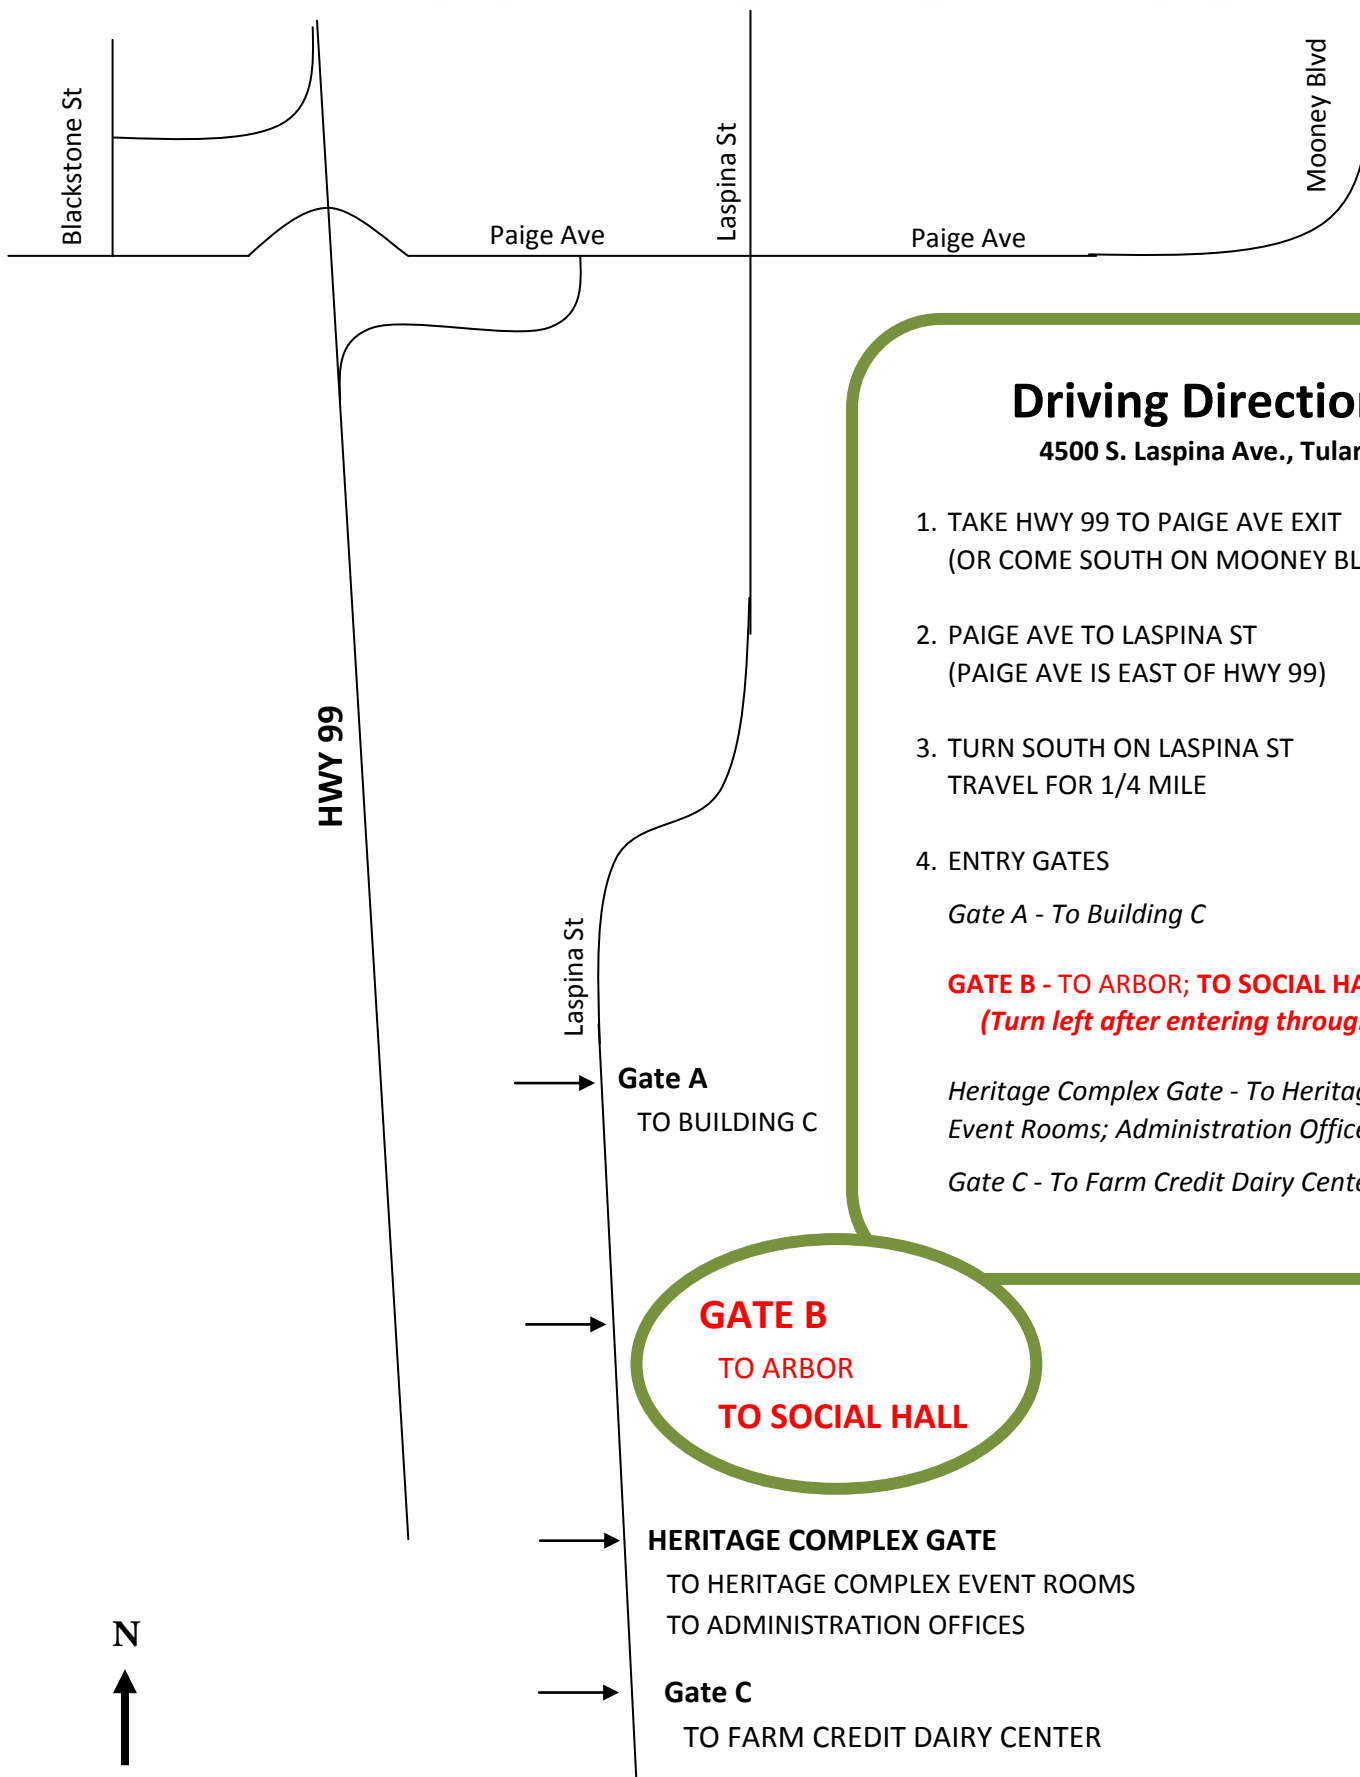 Blackstone St
Laspina St
Mooney Blvd
Paige Ave
Paige Ave
Driving Direction
4500 S. Laspina Ave., Tular
1. TAKE HWY 99 TO PAIGE AVE EXIT
(OR COME SOUTH ON MOONEY BL
2. PAIGE AVE TO LASPINA ST
(PAIGE AVE IS EAST OF HWY 99)
3. TURN SOUTH ON LASPINA ST
TRAVEL FOR 1/4 MILE
4. ENTRY GATES
Gate A - To Building C
GATE B - TO ARBOR; TO SOCIAL HA
(Turn left after entering throug
Heritage Complex Gate - To Heritag
Event Rooms; Administration Office
Gate C - To Farm Credit Dairy Cente
HWY 99
Laspina St
Gate A
TO BUILDING C
GATE B
TO ARBOR
TO SOCIAL HALL
HERITAGE COMPLEX GATE
TO HERITAGE COMPLEX EVENT ROOMS
TO ADMINISTRATION OFFICES
N
Gate C
TO FARM CREDIT DAIRY CENTER